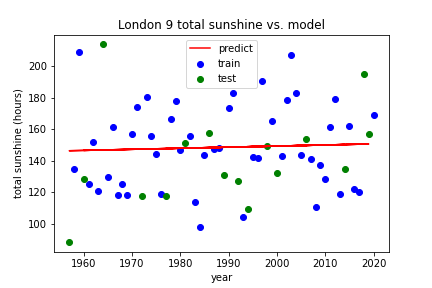 London 9 total sunshine vs. model
predict
train
test
total sunshine (hours)
200
180
160
140
120
100
1960
1970
1980
1990
2000
2010
2020
year